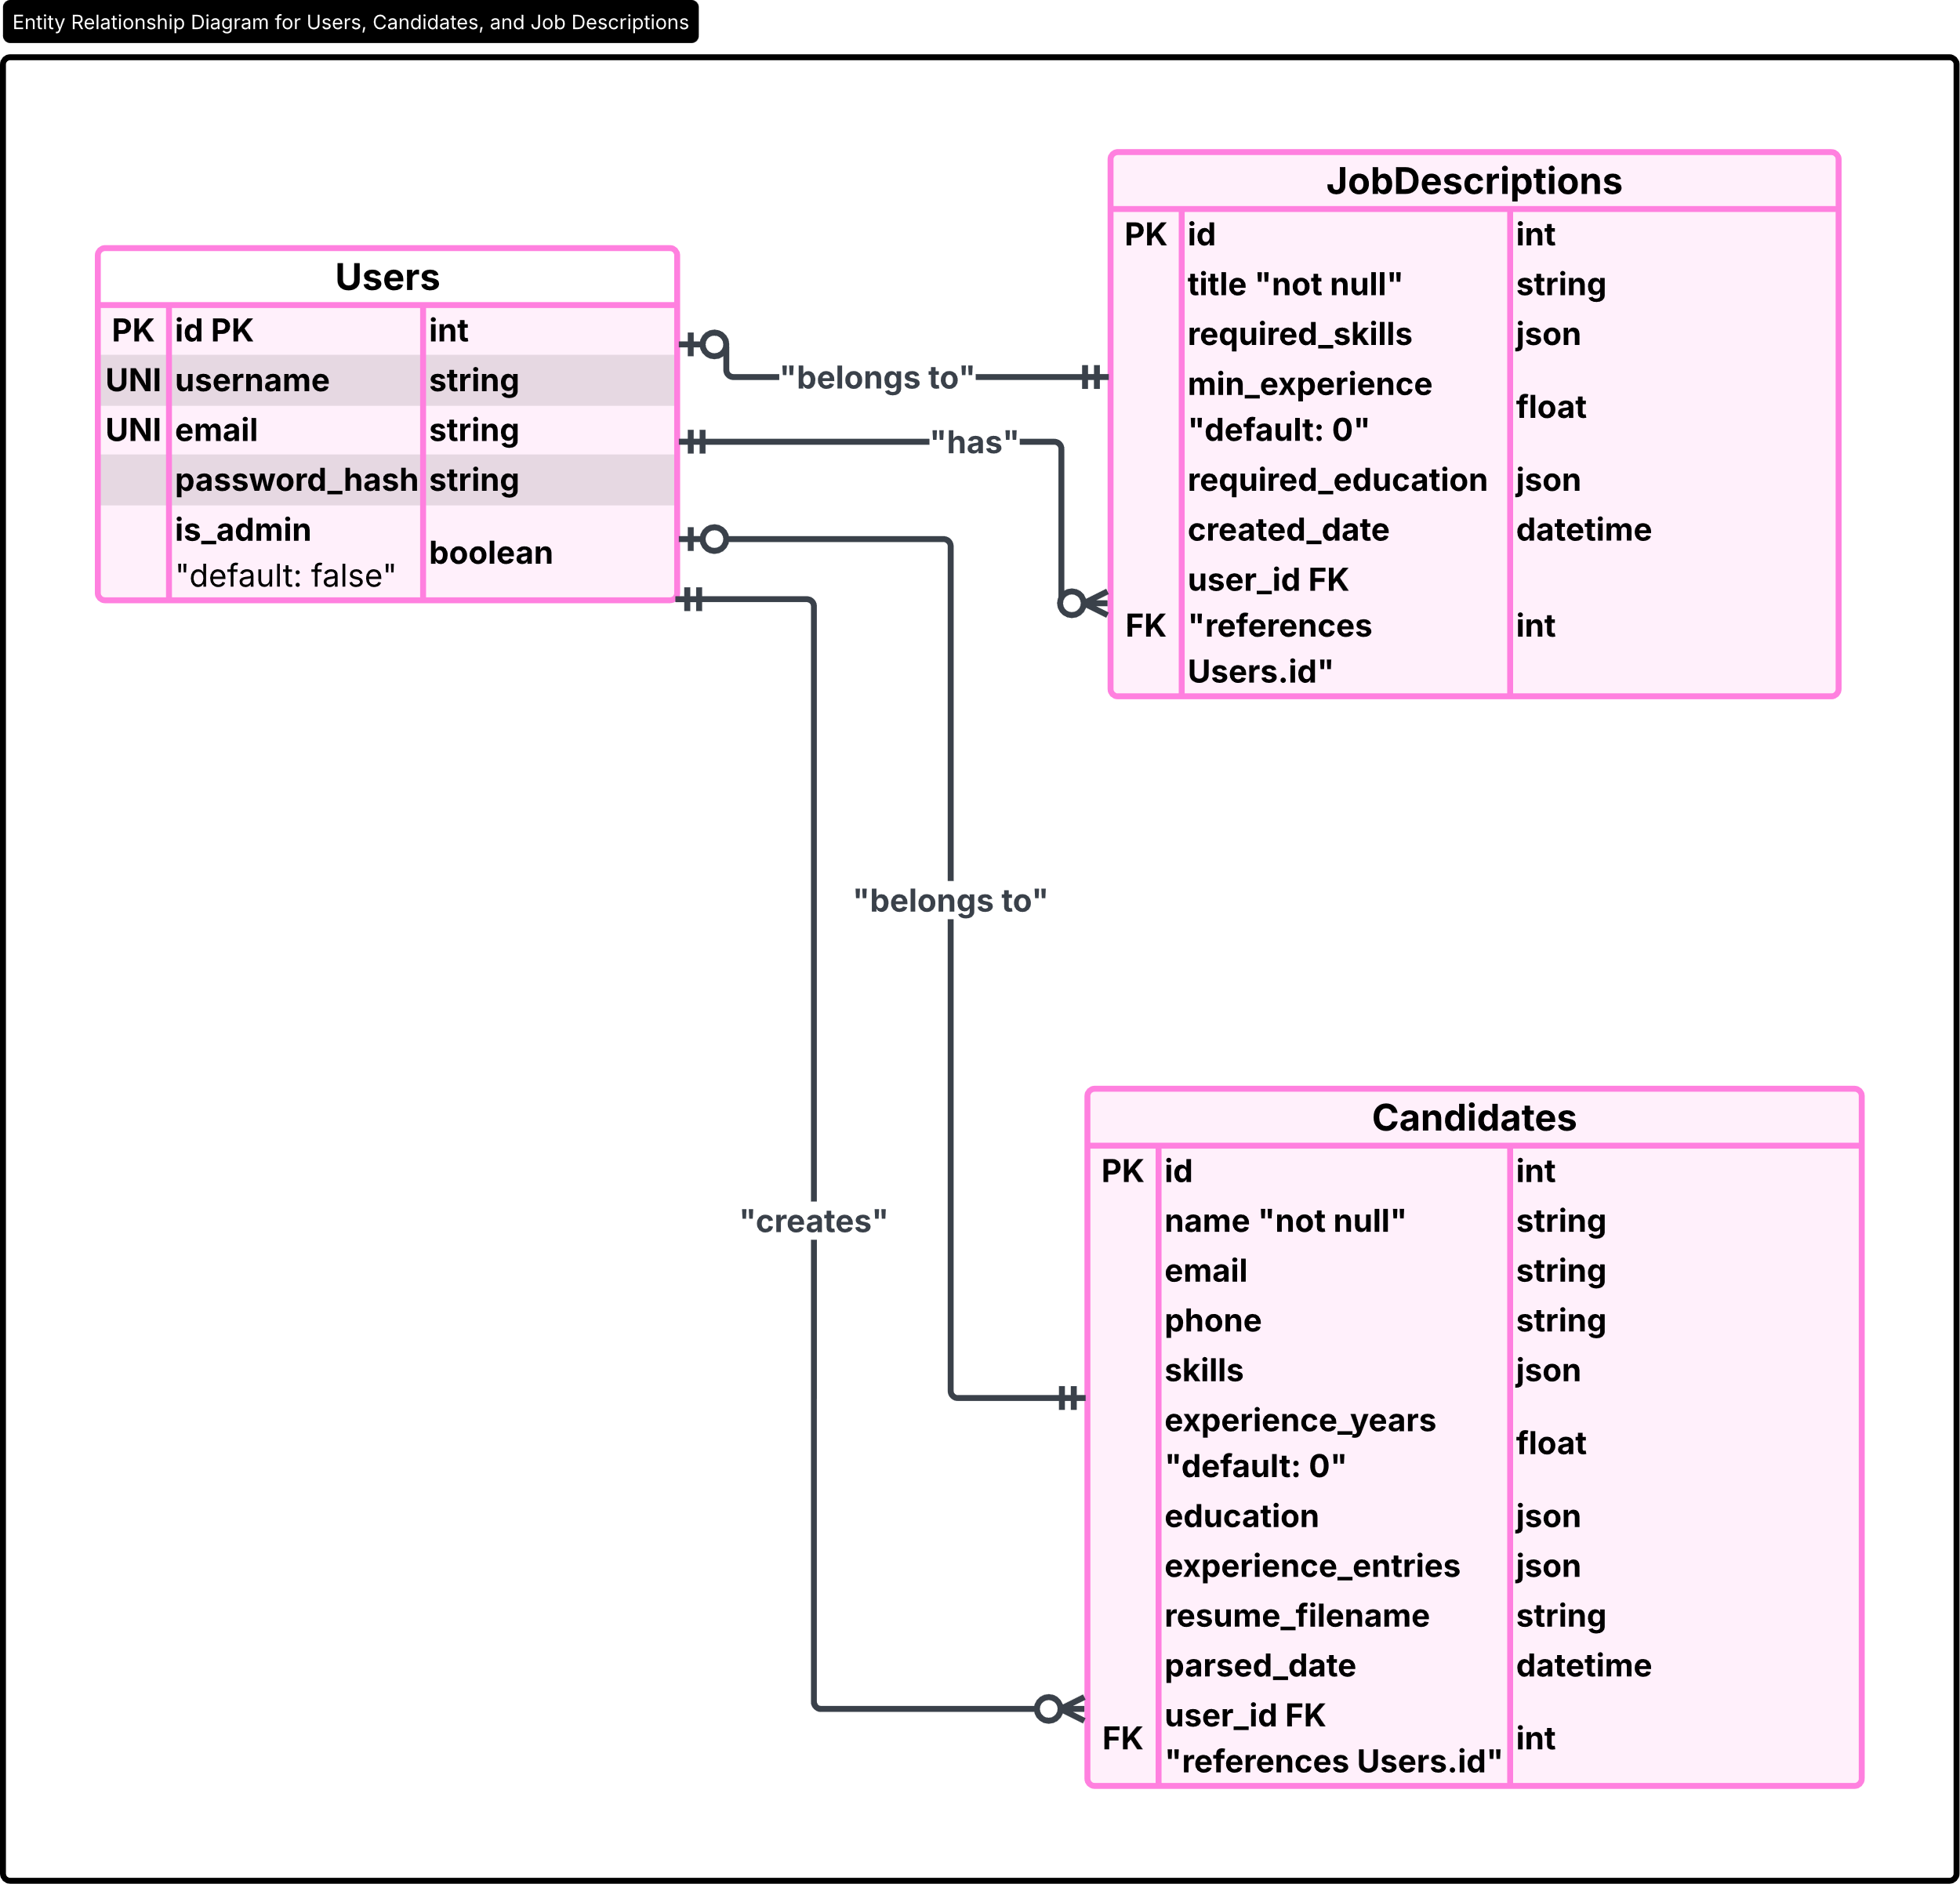 Entity Relationship Diagram for Users, Candidates, and Job Descriptions
Users
PK id PK int
UNI username string
UNI email string
password_hash string
is_admin
"default: false"
boolean
"belongs to"
"has"
"belongs to"
"creates"
JobDescriptions
PK id int
title "not null" string
required_skills json
min_experience
"default: 0"
float
required_education json
created_date datetime
user_id FK
FK "references int
Users.id"
Candidates
PK id int
name "not null" string
email string
phone string
skills json
experience_years
"default: 0"
float
education json
experience_entries json
resume_filename string
parsed_date datetime
user_id FK
"references Users.id"
FK
int